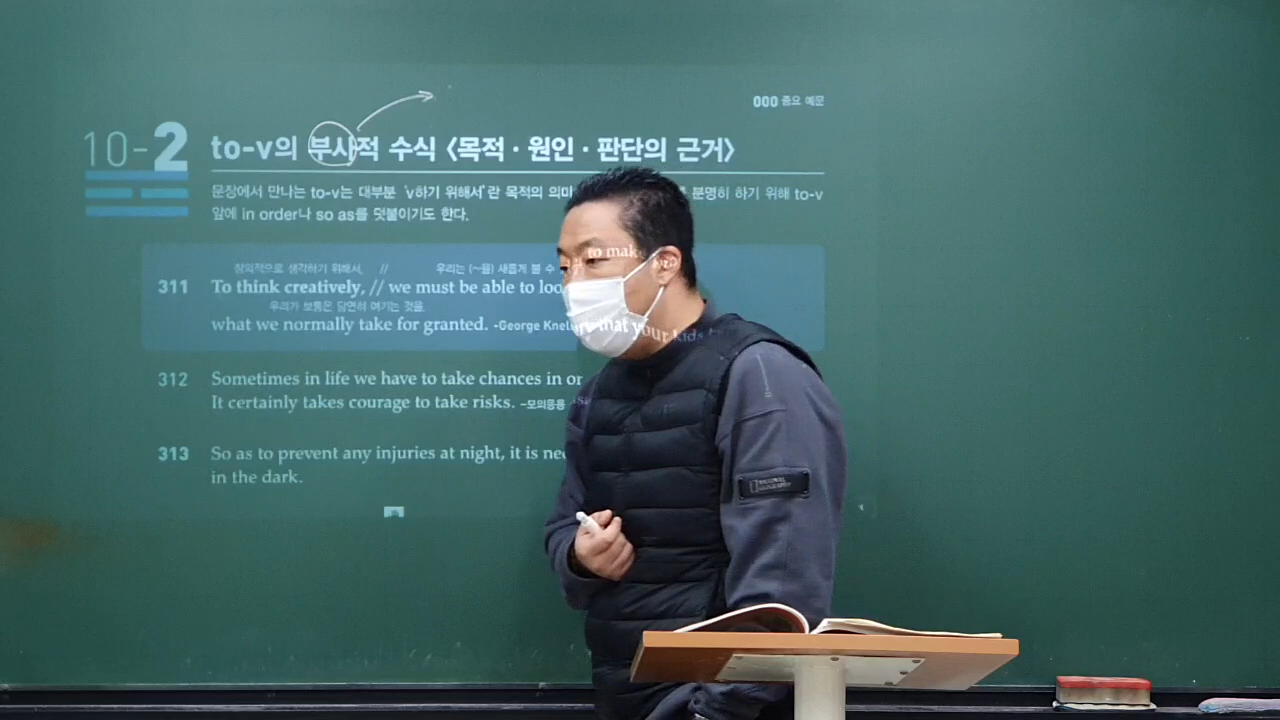 000 중요 예문
10-2 to-v의 부사적 수식 〈목적 · 원인 · 판단의 근거〉
문장에서 만나는 to-v는 대부분 'v하기 위해서'란 목적의 의미 분명히 하기 위해 to-v
앞에 in order나 so as를 덧붙이기도 한다.
창의적으로 생각하기 위해서, // 우리는 (~을) 새롭게 볼 수
311 To think creatively, // we must be able to loo
우리가 보통은 당연히 여기는 것을.
what we normally take for granted. -George Knel
to mak
that your kids
312 Sometimes in life we have to take chances in or
It certainly takes courage to take risks. -모의응용
313 So as to prevent any injuries at night, it is nec
in the dark.
NATIONAL
GEOGRAPHIC